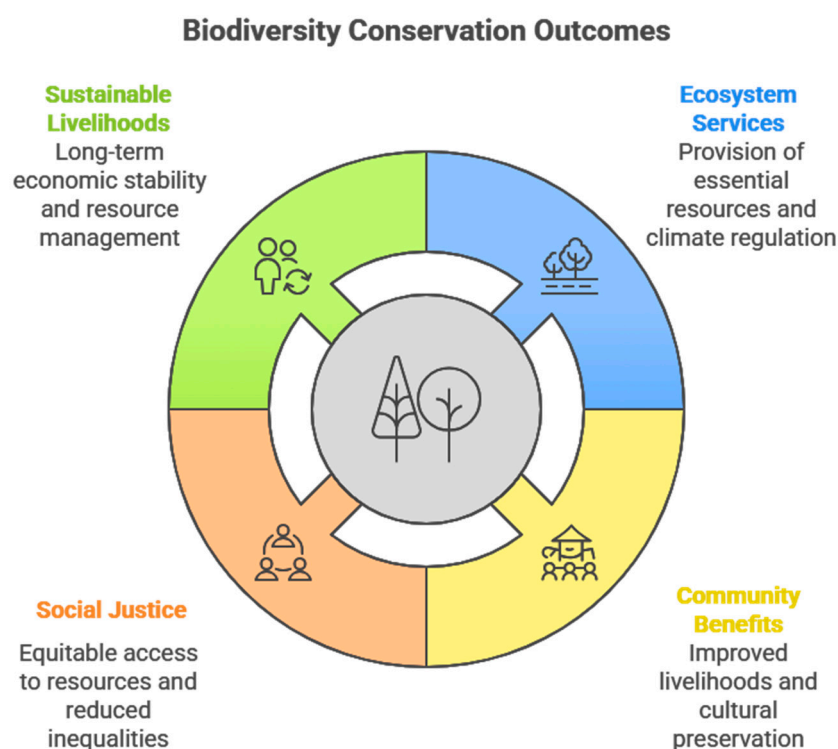 Biodiversity Conservation Outcomes
Sustainable
Livelihoods
Long-term
economic stability
and resource
management
Ecosystem
Services
Provision of
essential
resources and
climate regulation
Social Justice
Equitable access
to resources and
reduced
inequalities
Community
Benefits
Improved
livelihoods and
cultural
preservation